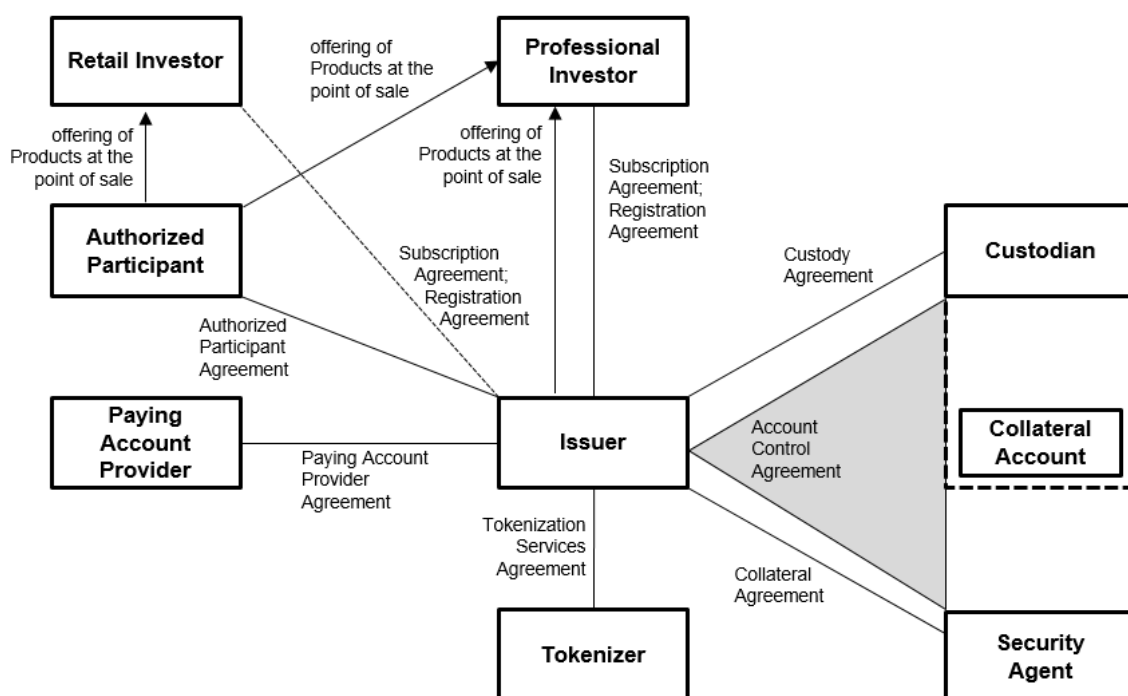 Retail Investor
offering of
Products at the
point of sale
Professional
Investor
offering of
Products at the
point of sale
offering of
Products at the
point of sale
Subscription
Agreement;
Registration
Agreement
Authorized
Participant
Custodian
Subscription
Agreement;
Registration
Agreement
Custody
Agreement
Authorized
Participant
Agreement
Paying
Account
Provider
Paying Account
Provider
Agreement
Issuer
Account
Control
Agreement
Collateral
Account
Tokenization
Services
Agreement
Collateral
Agreement
Tokenizer
Security
Agent